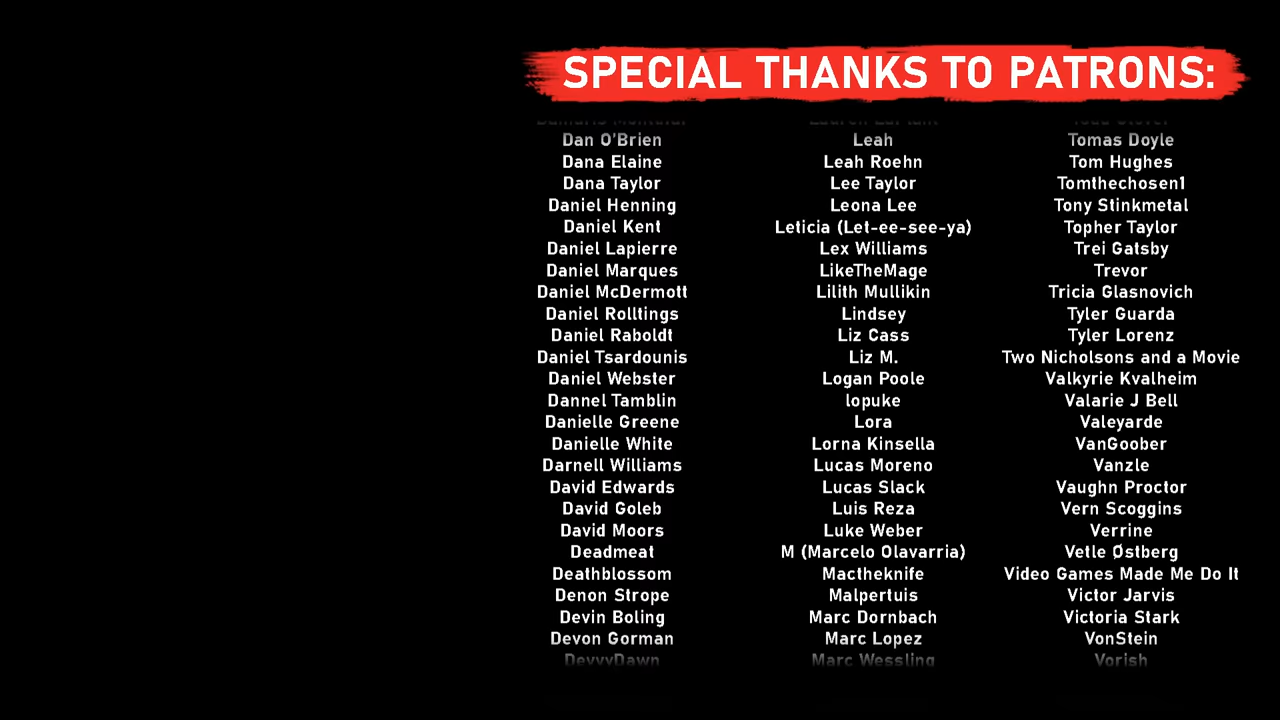 SPECIAL THANKS TO PATRONS:
Dan O'Brien
Dana Elaine
Dana Taylor
Daniel Henning
Daniel Kent
Daniel Lapierre
Daniel Marques
Daniel McDermott
Daniel Rolltings
Daniel Raboldt
Daniel Tsardounis
Daniel Webster
Dannel Tamblin
Danielle Greene
Danielle White
Darnell Williams
David Edwards
David Goleb
David Moors
Deadmeat
Deathblossom
Denon Strope
Devin Boling
Devon Gorman
DevvyDawn
Leah
Leah Roehn
Lee Taylor
Leona Lee
Leticia (Let-ee-see-ya)
Lex Williams
LikeTheMage
Lilith Mullikin
Lindsey
Liz Cass
Liz M.
Logan Poole
lopuke
Lora
Lorna Kinsella
Lucas Moreno
Lucas Slack
Luis Reza
Luke Weber
M (Marcelo Olavarria)
Mactheknife
Malpertuis
Marc Dornbach
Marc Lopez
Marc Wessling
Tomas Doyle
Tom Hughes
Tomthechosen1
Tony Stinkmetal
Topher Taylor
Trei Gatsby
Trevor
Tricia Glasnovich
Tyler Guarda
Tyler Lorenz
Two Nicholsons and a Movie
Valkyrie Kvalheim
Valarie J Bell
Valeyarde
VanGoober
Vanzle
Vaughn Proctor
Vern Scoggins
Verrine
Vetle Østberg
Video Games Made Me Do It
Victor Jarvis
Victoria Stark
VonStein
Vorish